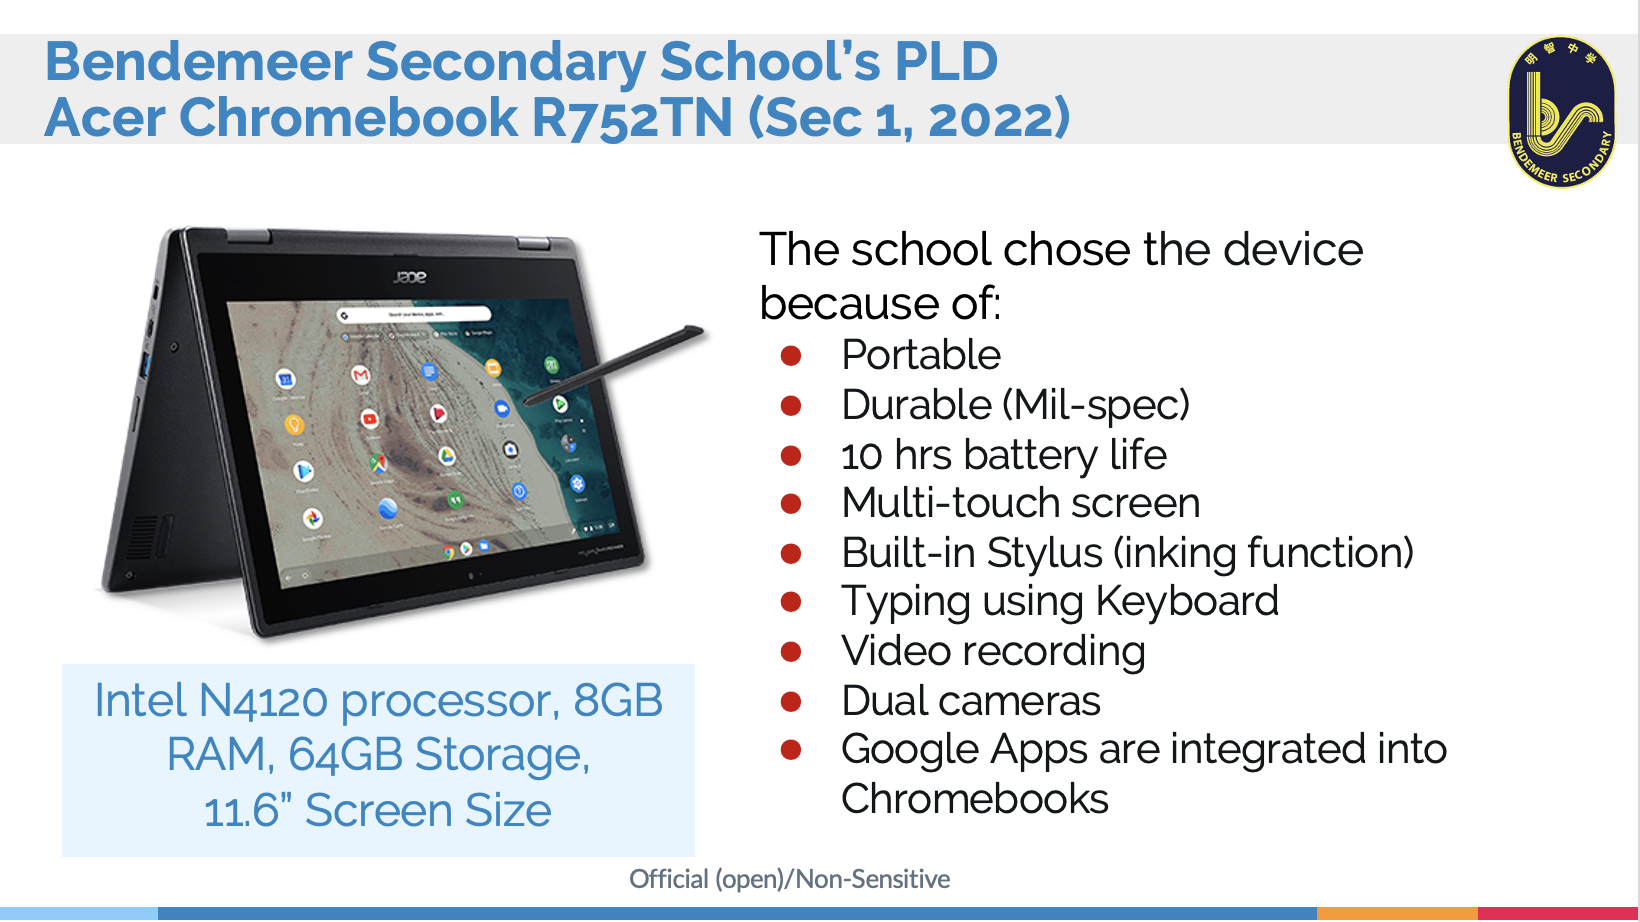 Bendemeer Secondary School’s PLD
Acer Chromebook R752TN (Sec 1, 2022)
明智中学
BENDEMEER SECONDARY
acer
The school chose the device
because of:
● Portable
● Durable (Mil-spec)
● 10 hrs battery life
● Multi-touch screen
● Built-in Stylus (inking function)
● Typing using Keyboard
● Video recording
● Dual cameras
● Google Apps are integrated into
Chromebooks
Intel N4120 processor, 8GB
RAM, 64GB Storage,
11.6” Screen Size
Official (open)/Non-Sensitive